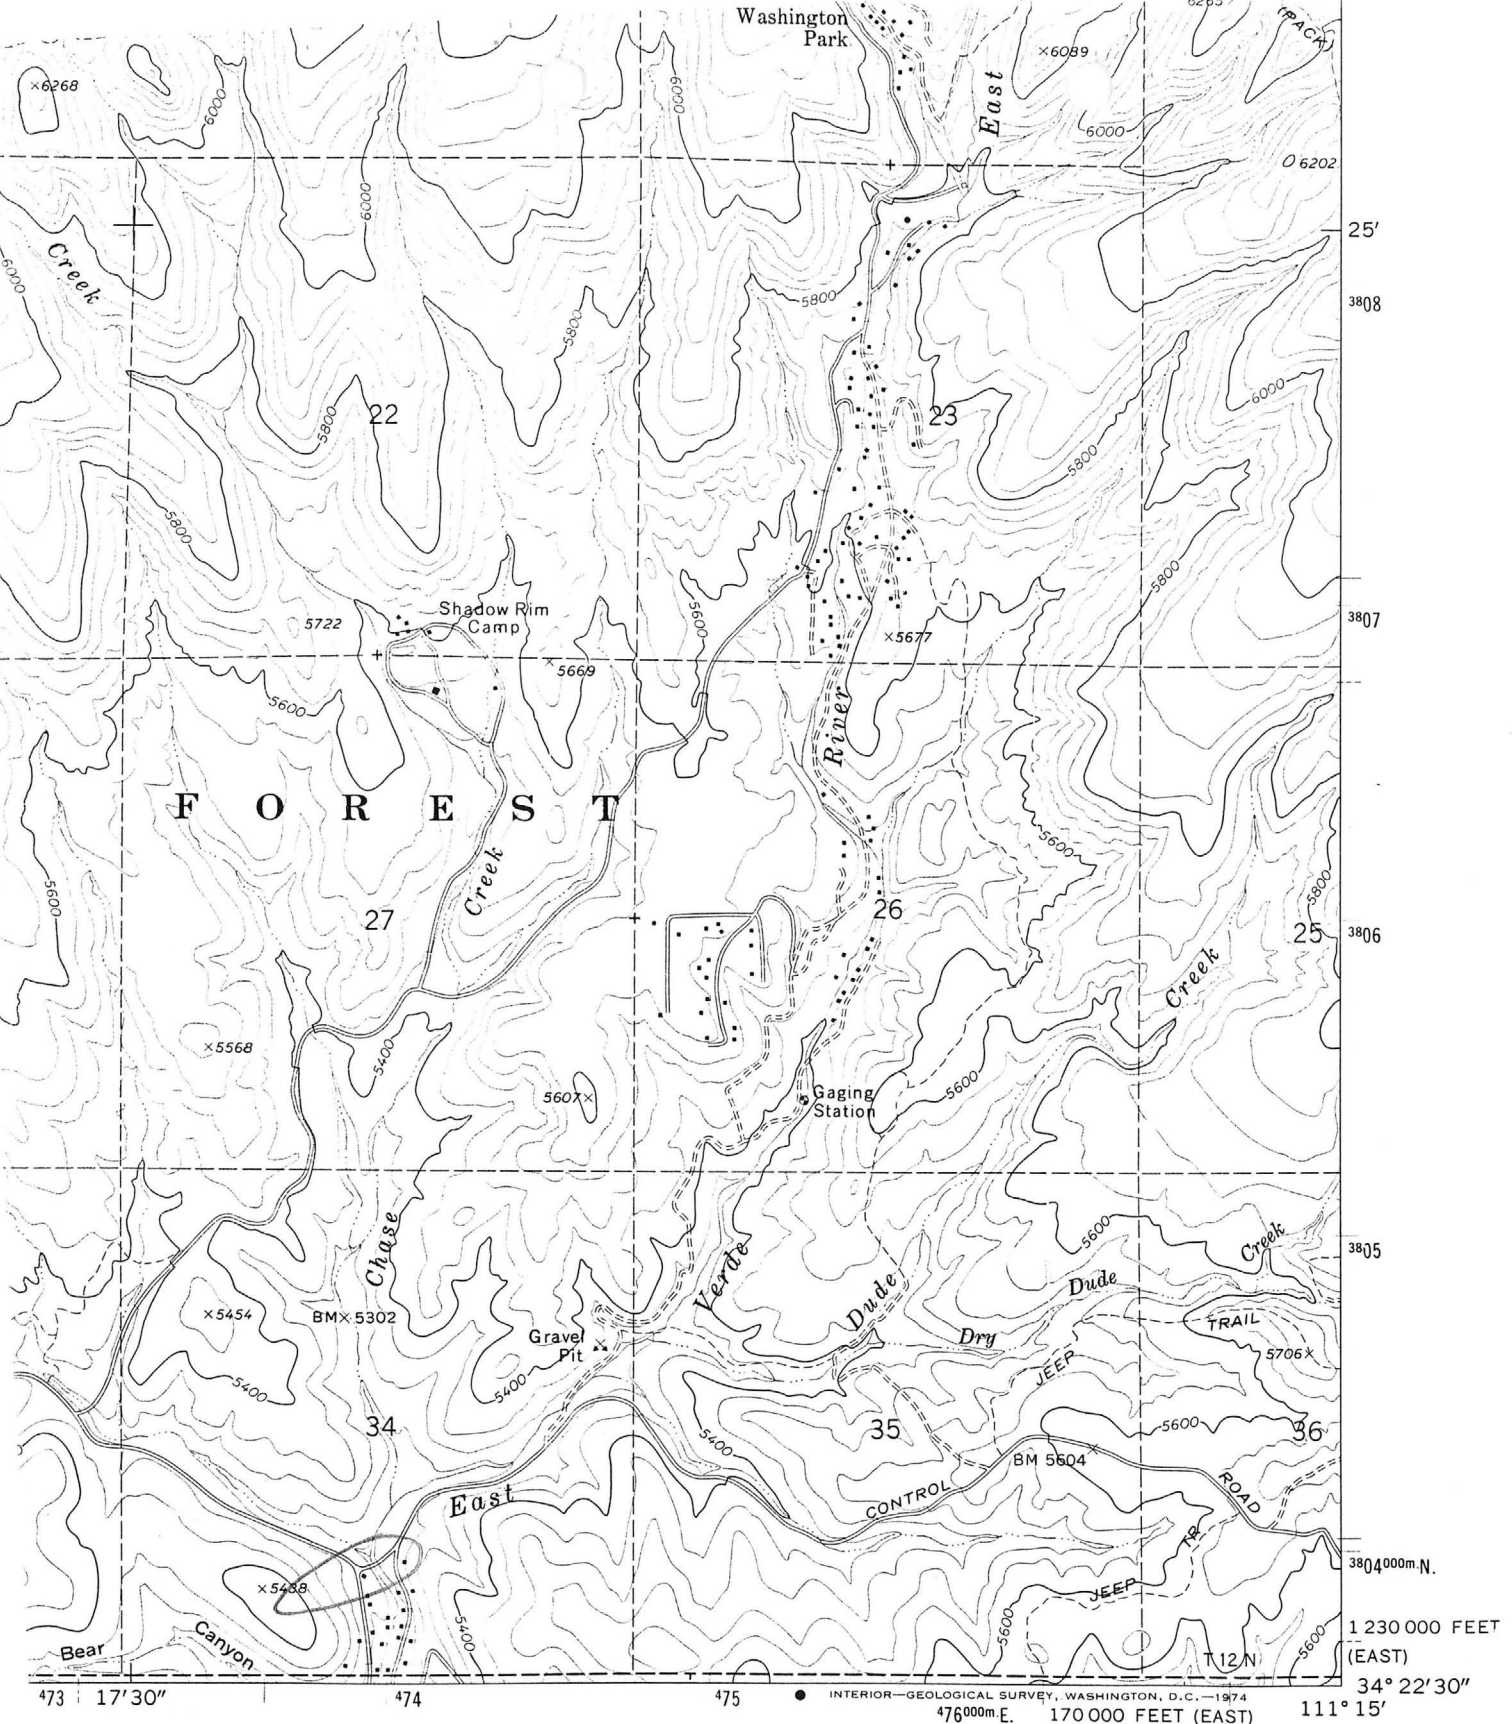 Washington
Park
6265
(PACK)
×6089
×6268
6000
6000
East
6000
O 6202
6000
25′
Creek
6000
3808
5800
5800
6000
22
5800
23
5800
5800
5800
Shadow Rim
Camp
5722
5600
3807
×5677
5669
5600
River
FOREST
5600
Creek
5600
5800
27
26
25
3806
Creek
×5568
5400
5607×
Gaging
Station
5600
Chase
5600
Creek
3805
Verde
Dude
Dude
×5454
BM× 5302
Gravel
Pit
Dry
TRAIL
5706×
JEEP
5400
5400
34
35
5600
36
5400
BM 5604
East
CONTROL
ROAD
TR
3804000m.N.
×5438
JEEP
5400
5600
5600
1 230 000 FEET
(EAST)
Bear
Canyon
T 12 N
34° 22′ 30″
473
17′30″
474
475
INTERIOR—GEOLOGICAL SURVEY, WASHINGTON, D.C.—1974
111° 15′
476000m.E.
170 000 FEET (EAST)